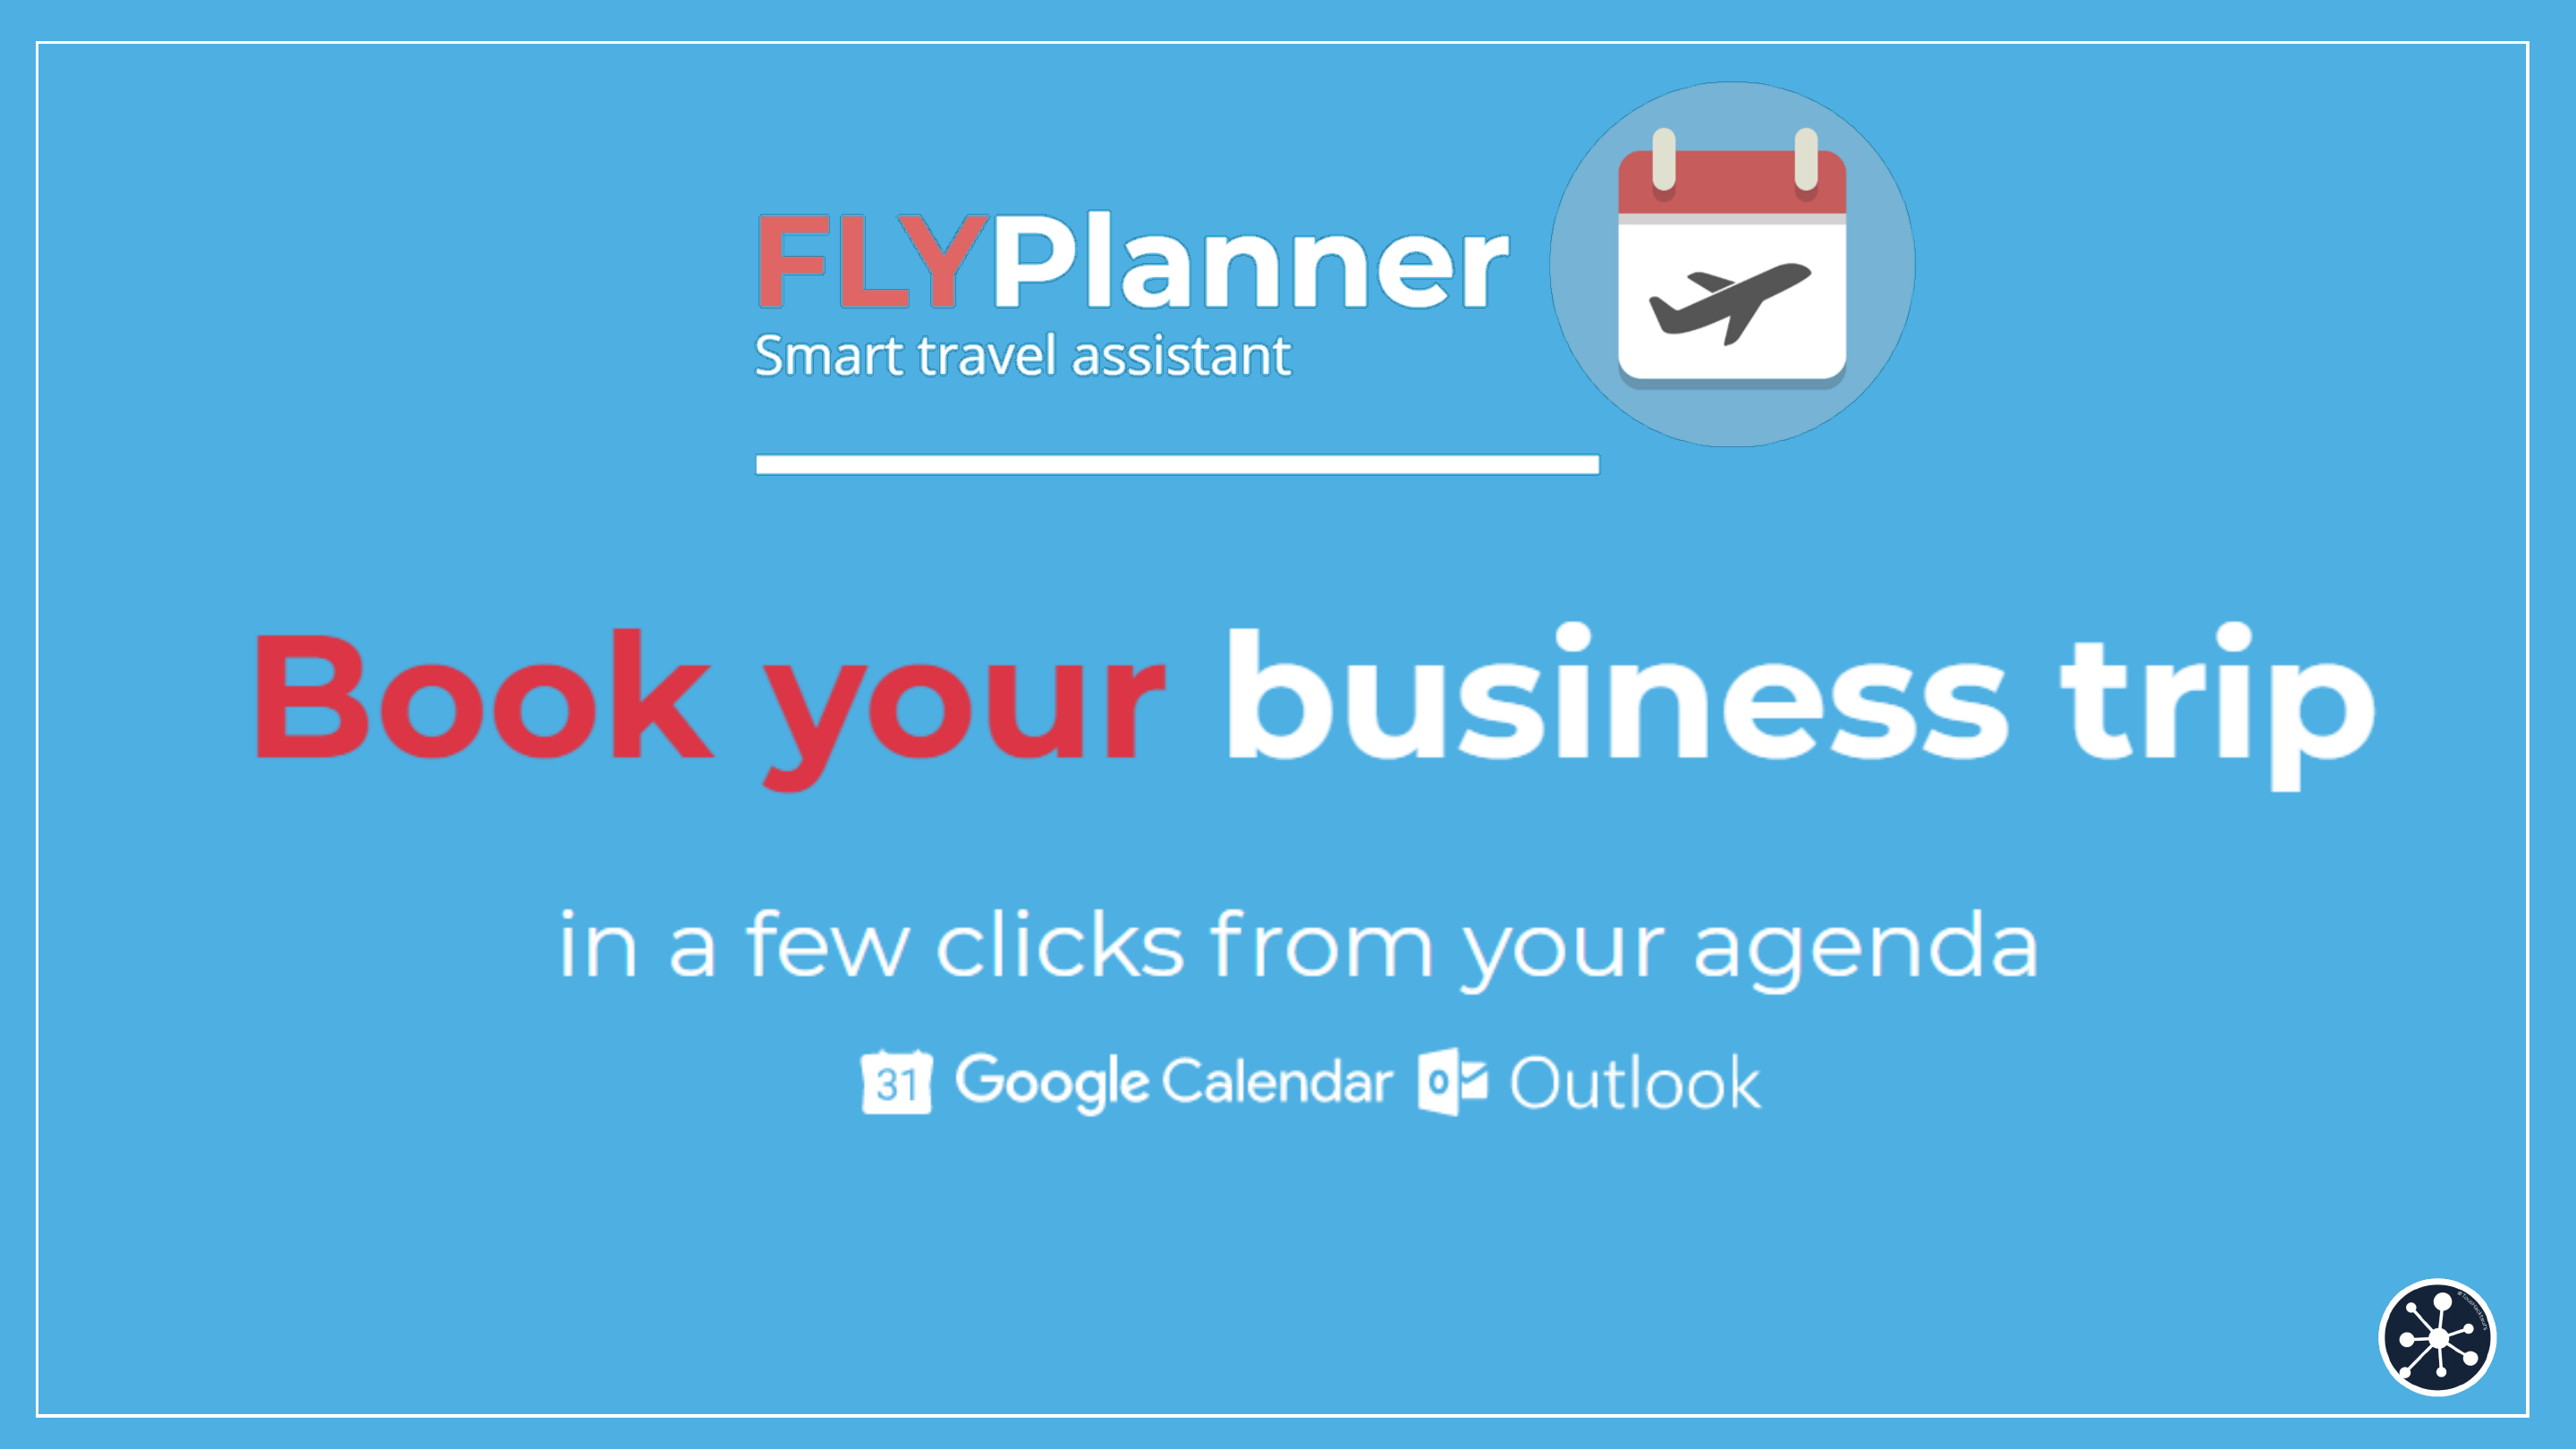 FLYPlanner
Smart travel assistant
Book your business trip
in a few clicks from your agenda
31 Google Calendar Outlook